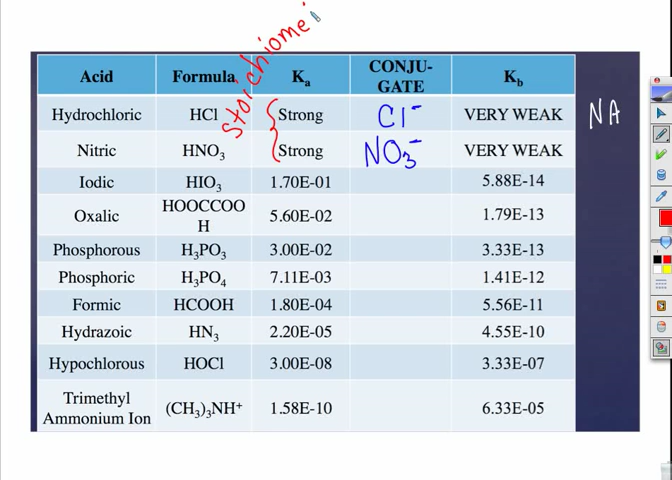 stoichiome
Acid Formula Ka CONJU-GATE Kb
Hydrochloric HCl Strong Cl⁻ VERY WEAK NA
Nitric HNO₃ Strong NO₃⁻ VERY WEAK
Iodic HIO₃ 1.70E-01 5.88E-14
Oxalic HOOCCOOH 5.60E-02 1.79E-13
Phosphorous H₃PO₃ 3.00E-02 3.33E-13
Phosphoric H₃PO₄ 7.11E-03 1.41E-12
Formic HCOOH 1.80E-04 5.56E-11
Hydrazoic HN₃ 2.20E-05 4.55E-10
Hypochlorous HOCl 3.00E-08 3.33E-07
Trimethyl Ammonium Ion (CH₃)₃NH⁺ 1.58E-10 6.33E-05